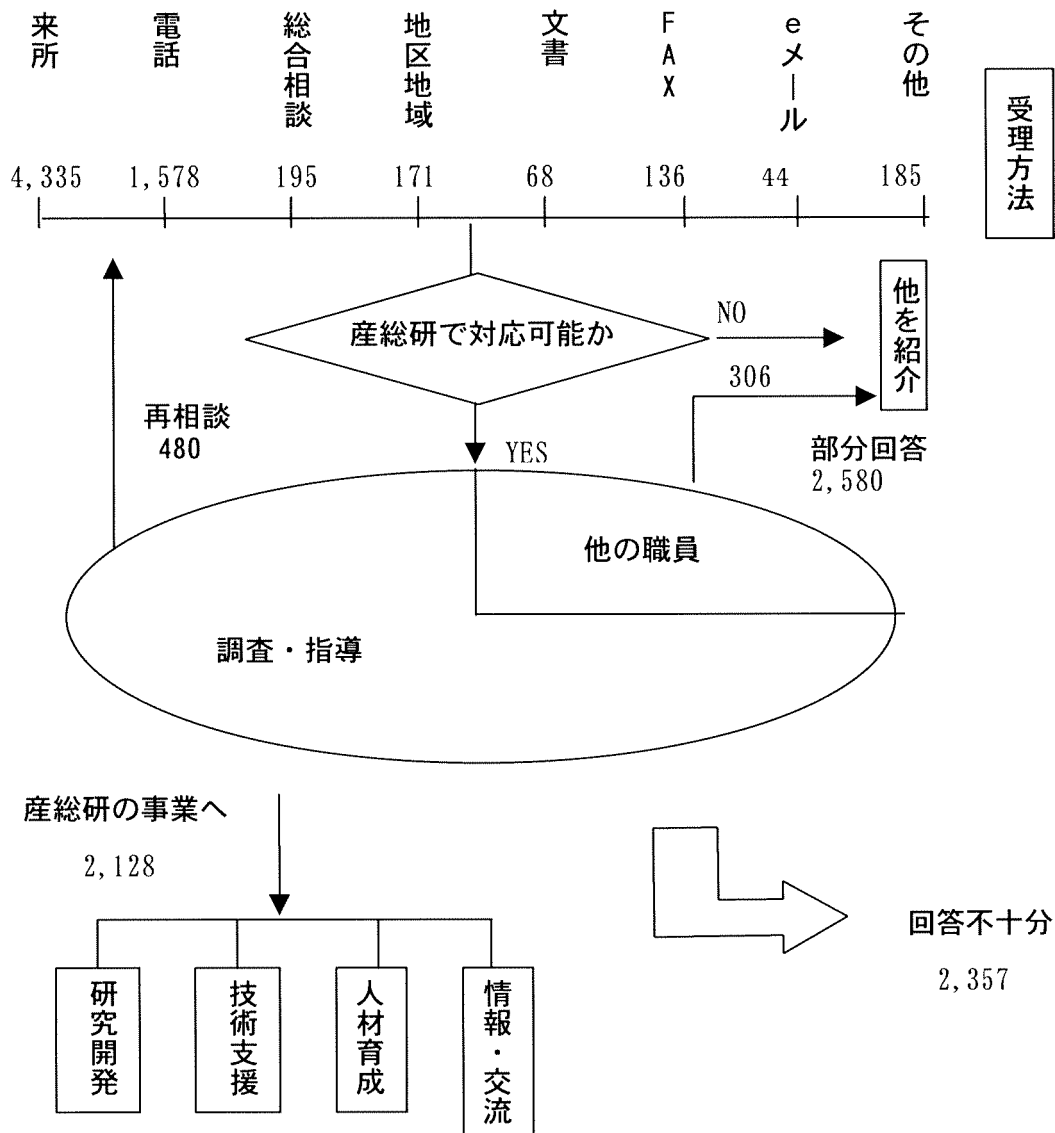 来所
電話
総合相談
地区地域
文書
FAX
eメール
その他
受理方法
4,335
1,578
195
171
68
136
44
185
産総研で対応可能か
NO
他を紹介
306
再相談
480
YES
部分回答
2,580
他の職員
調査・指導
産総研の事業へ
2,128
回答不十分
2,357
研究開発
技術支援
人材育成
情報・交流